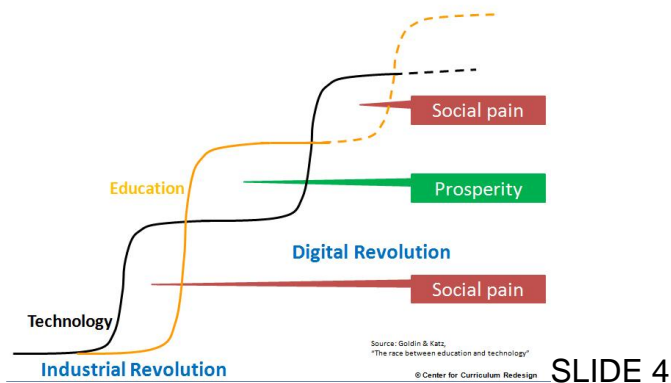 Social pain
Education
Prosperity
Digital Revolution
Social pain
Technology
Source: Goldin & Katz,
"The race between education and technology"
Industrial Revolution
© Center for Curriculum Redesign
SLIDE 4